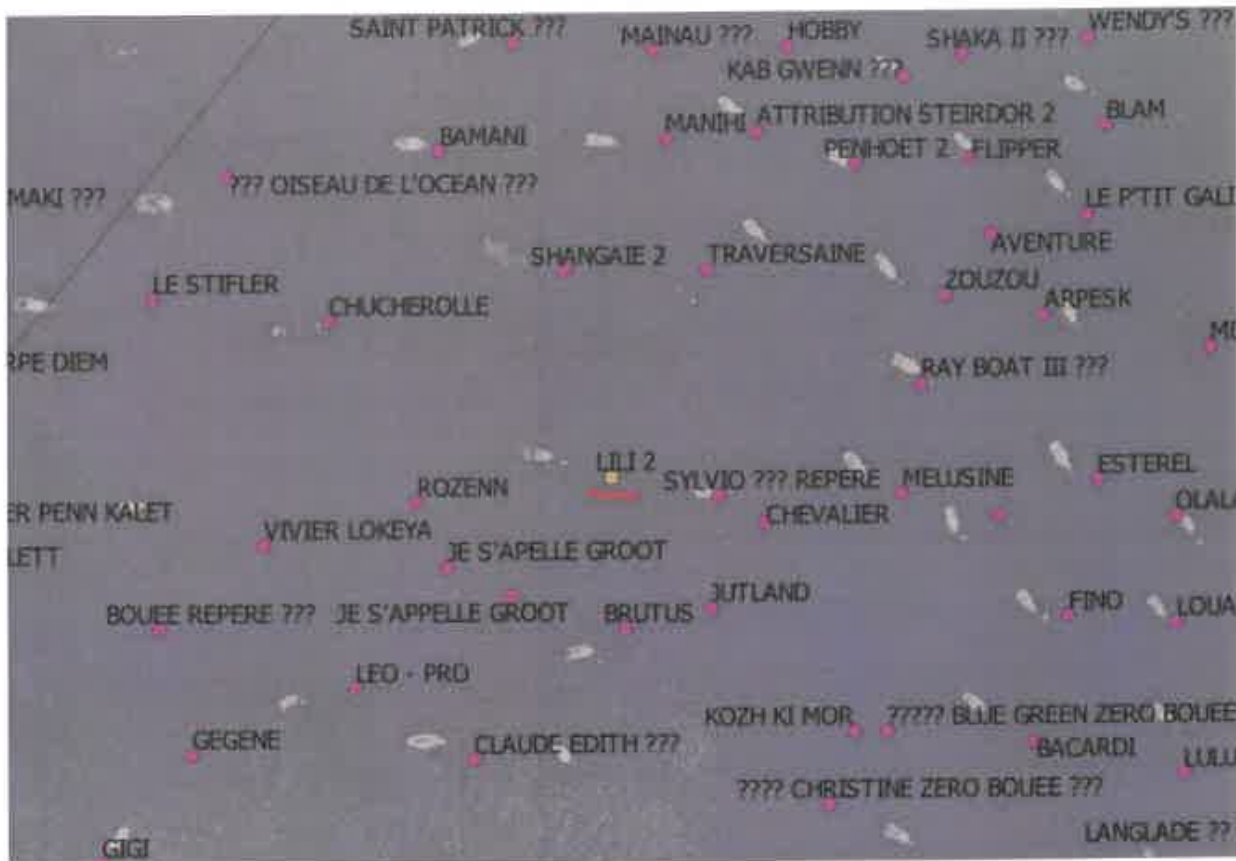 SAINT PATRICK ???
MAINAU ???
HOBBY
SHAKA II ???
WENDY'S ???
KAB GWENN ???
MANIHI
ATTRIBUTION STEIRDOR 2
BLAM
BAMANI
PENHOET 2
FLIPPER
??? OISEAU DE L'OCEAN ???
MAKI ???
LE P'TIT GALI
AVENTURE
SHANGAIE 2
TRAVERSAINE
LE STIFLER
CHUCHEROLLE
ZOUZOU
ARPESK
MO
RPE DIEM
RAY BOAT III ???
LILI 2
SYLVIO ??? REPERE
MELUSINE
ESTEREL
ROZENN
CHEVALIER
OLALA
ER PENN KALET
VIVIER LOKEYA
LETT
JE S'APELLE GROOT
JUTLAND
FINO
LOUA
BOUEE REPERE ???
JE S'APPELLE GROOT
BRUTUS
LEO - PRO
KOZH KI MOR
????? BLUE GREEN ZERO BOUEE
GEGENE
CLAUDE EDITH ???
BACARDI
LULU
???? CHRISTINE ZERO BOUEE ???
LANGLADE ??
GIGI